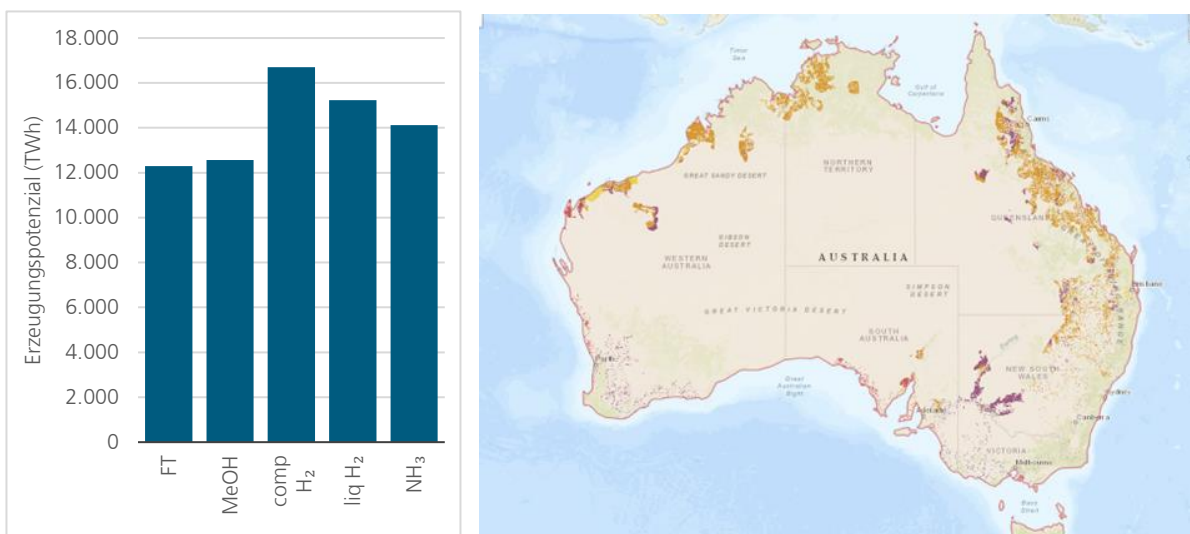 18.000
16.000
14.000
12.000
10.000
8.000
6.000
4.000
2.000
0
Erzeugungspotenzial (TWh)
FT
MeOH
comp
H₂
liq H₂
NH₃
Timor
Sea
Gulf of
Carpentaria
Cairns
GREAT SANDY DESERT
NORTHERN
TERRITORY
QUEENSLAND
GIBSON
DESERT
WESTERN
AUSTRALIA
AUSTRALIA
SIMPSON
DESERT
Brisbane
GREAT VICTORIA DESERT
RANGE
SOUTH
AUSTRALIA
Darling
Perth
NEW SOUTH
WALES
Great
Australian
Bight
Sydney
Adelaide
Canberra
VICTORIA
Melbourne
Bass
Strait